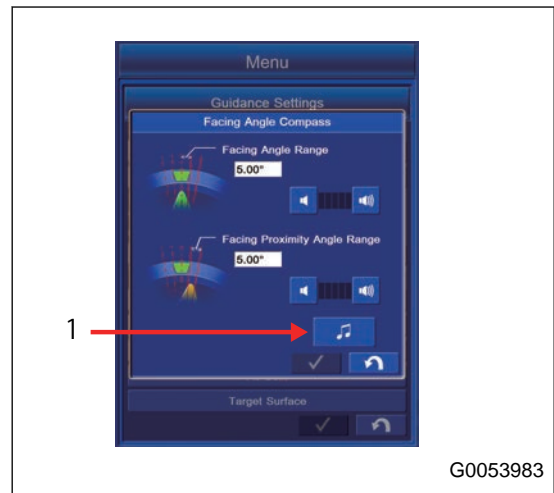 Menu
Guidance Settings
Facing Angle Compass
Facing Angle Range
5.00°
Facing Proximity Angle Range
5.00°
1
Target Surface
G0053983